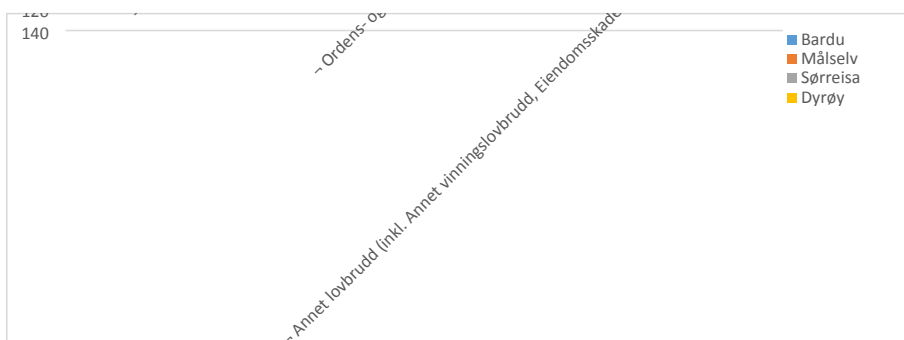 140
¬ Ordens- og
¬ Annet lovbrudd (inkl. Annet vinningslovbrudd, Eiendomsskade
Bardu
Målselv
Sørreisa
Dyrøy